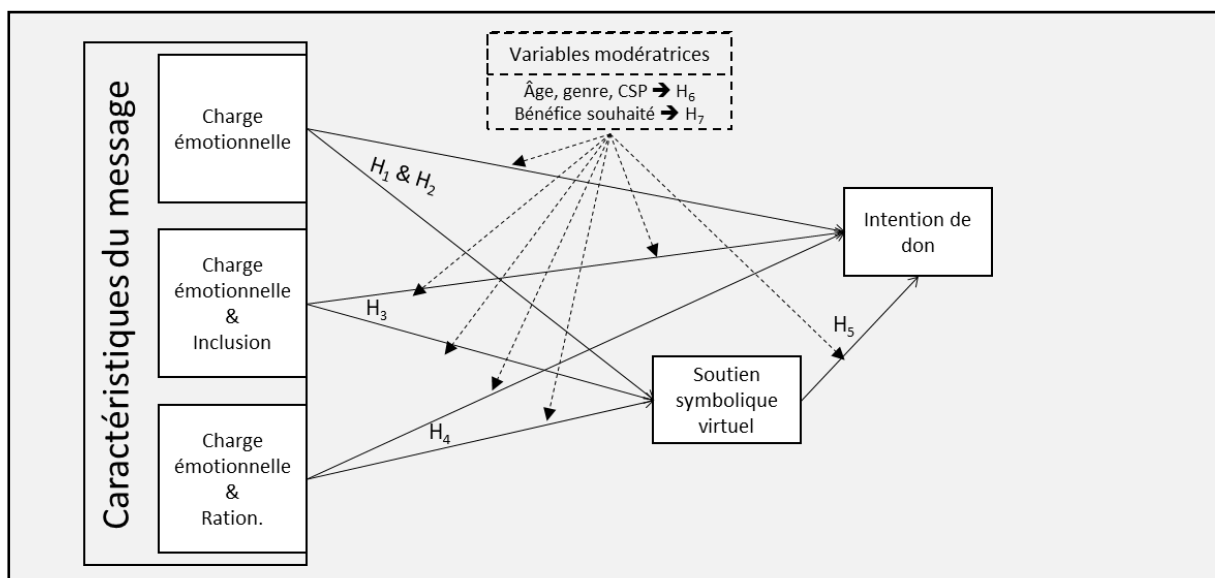 Caractéristiques du message
Charge
émotionnelle
Charge
émotionnelle
&
Inclusion
Charge
émotionnelle
&
Ration.
Variables modératrices
Âge, genre, CSP ➔ H₆
Bénéfice souhaité ➔ H₇
H₁ & H₂
H₃
H₄
H₅
Intention de
don
Soutien
symbolique
virtuel